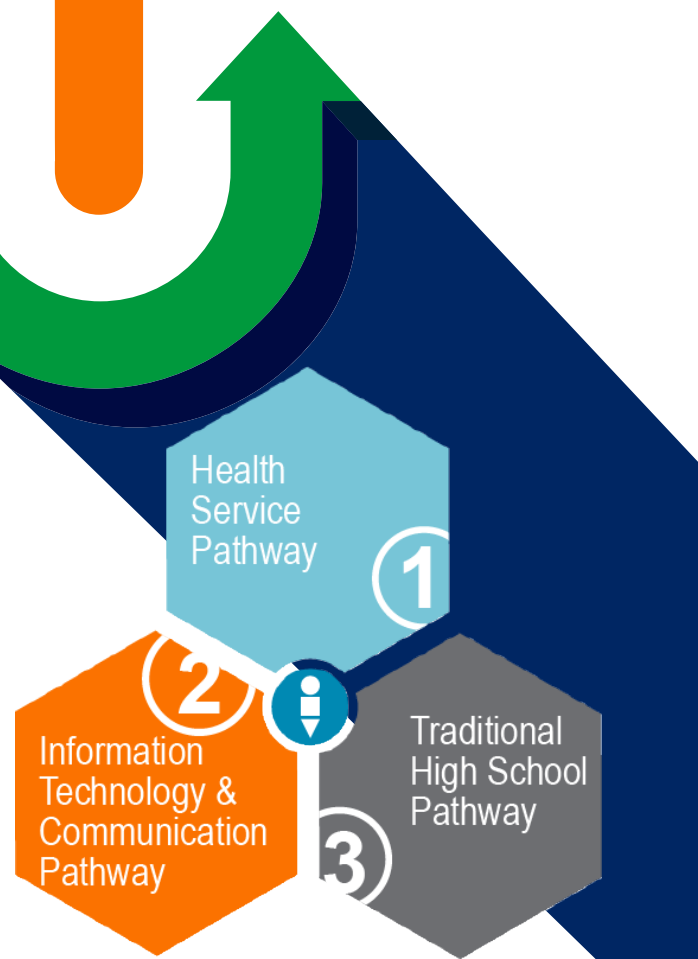 Health
Service
Pathway
1
2
Information
Technology &
Communication
Pathway
Traditional
High School
Pathway
3